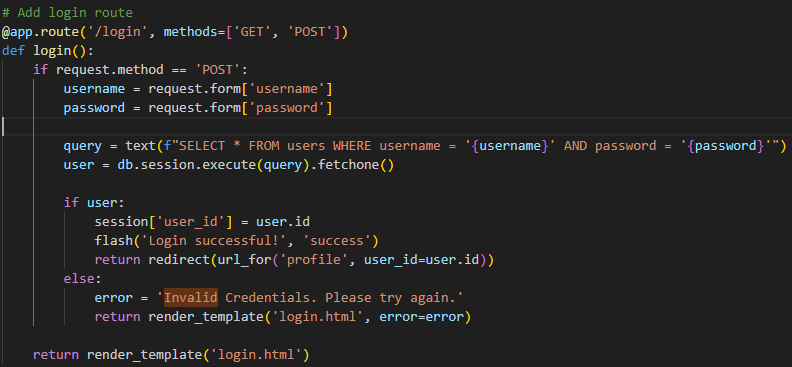 # Add login route
@app.route('/login', methods=['GET', 'POST'])
def login():
    if request.method == 'POST':
        username = request.form['username']
        password = request.form['password']

        query = text(f"SELECT * FROM users WHERE username = '{username}' AND password = '{password}'")
        user = db.session.execute(query).fetchone()

        if user:
            session['user_id'] = user.id
            flash('Login successful!', 'success')
            return redirect(url_for('profile', user_id=user.id))
        else:
            error = 'Invalid Credentials. Please try again.'
            return render_template('login.html', error=error)

    return render_template('login.html')